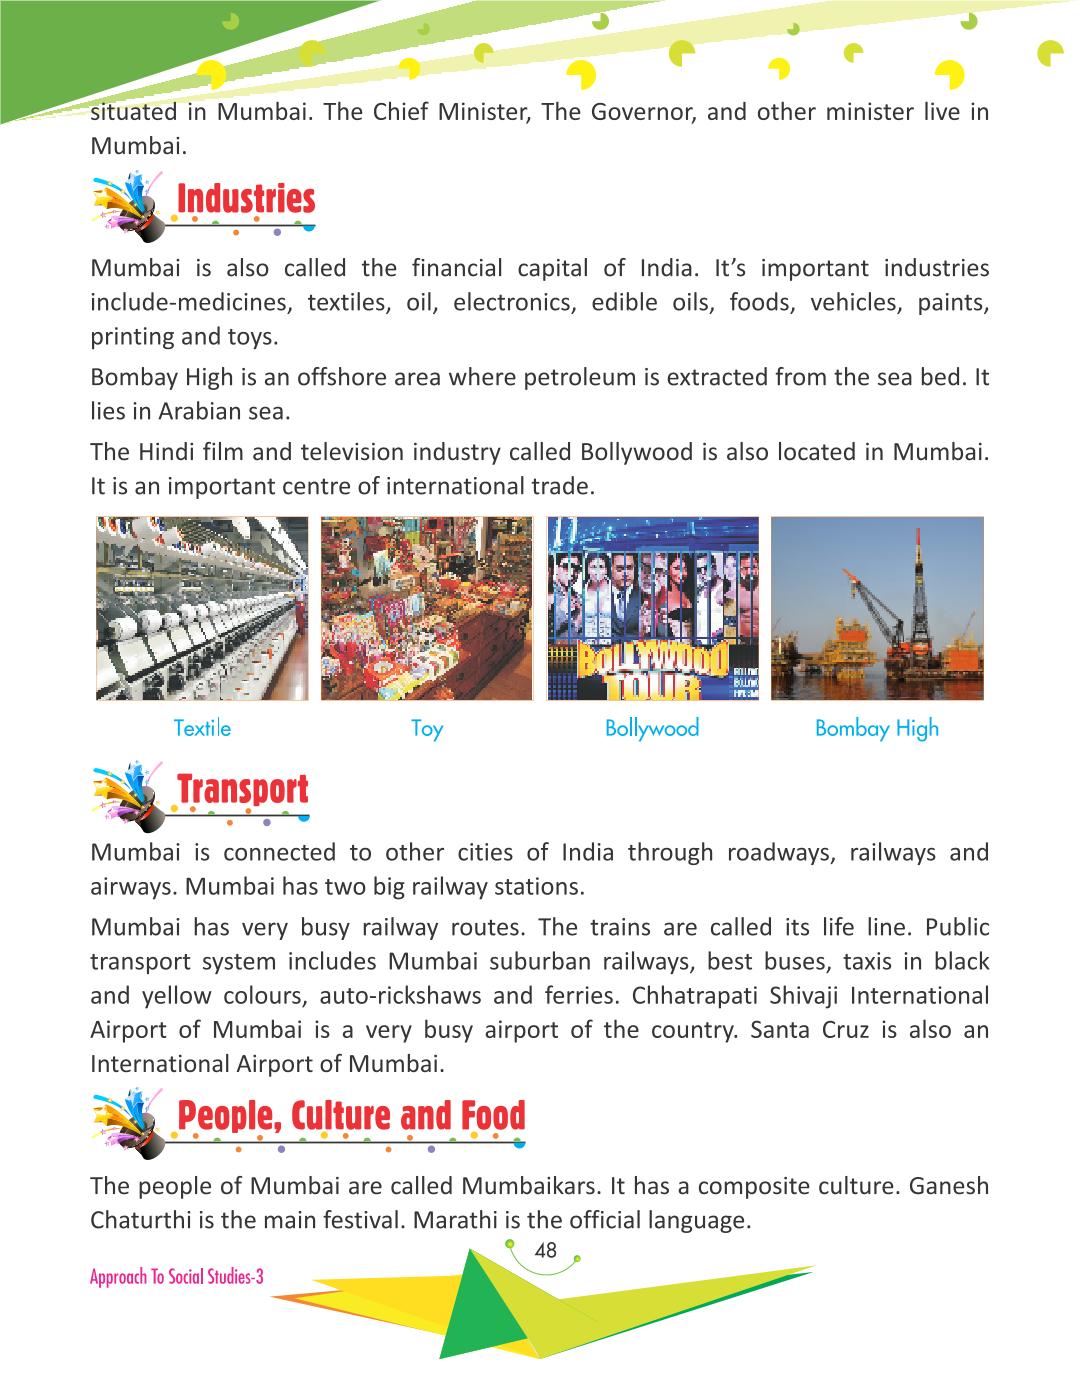 situated in Mumbai. The Chief Minister, The Governor, and other minister live in
Mumbai.
Industries
Mumbai is also called the financial capital of India. It’s important industries
include-medicines, textiles, oil, electronics, edible oils, foods, vehicles, paints,
printing and toys.
Bombay High is an offshore area where petroleum is extracted from the sea bed. It
lies in Arabian sea.
The Hindi film and television industry called Bollywood is also located in Mumbai.
It is an important centre of international trade.
BOLLYWOOD
TOUR
Textile
Toy
Bollywood
Bombay High
Transport
Mumbai is connected to other cities of India through roadways, railways and
airways. Mumbai has two big railway stations.
Mumbai has very busy railway routes. The trains are called its life line. Public
transport system includes Mumbai suburban railways, best buses, taxis in black
and yellow colours, auto-rickshaws and ferries. Chhatrapati Shivaji International
Airport of Mumbai is a very busy airport of the country. Santa Cruz is also an
International Airport of Mumbai.
People, Culture and Food
The people of Mumbai are called Mumbaikars. It has a composite culture. Ganesh
Chaturthi is the main festival. Marathi is the official language.
48
Approach To Social Studies-3